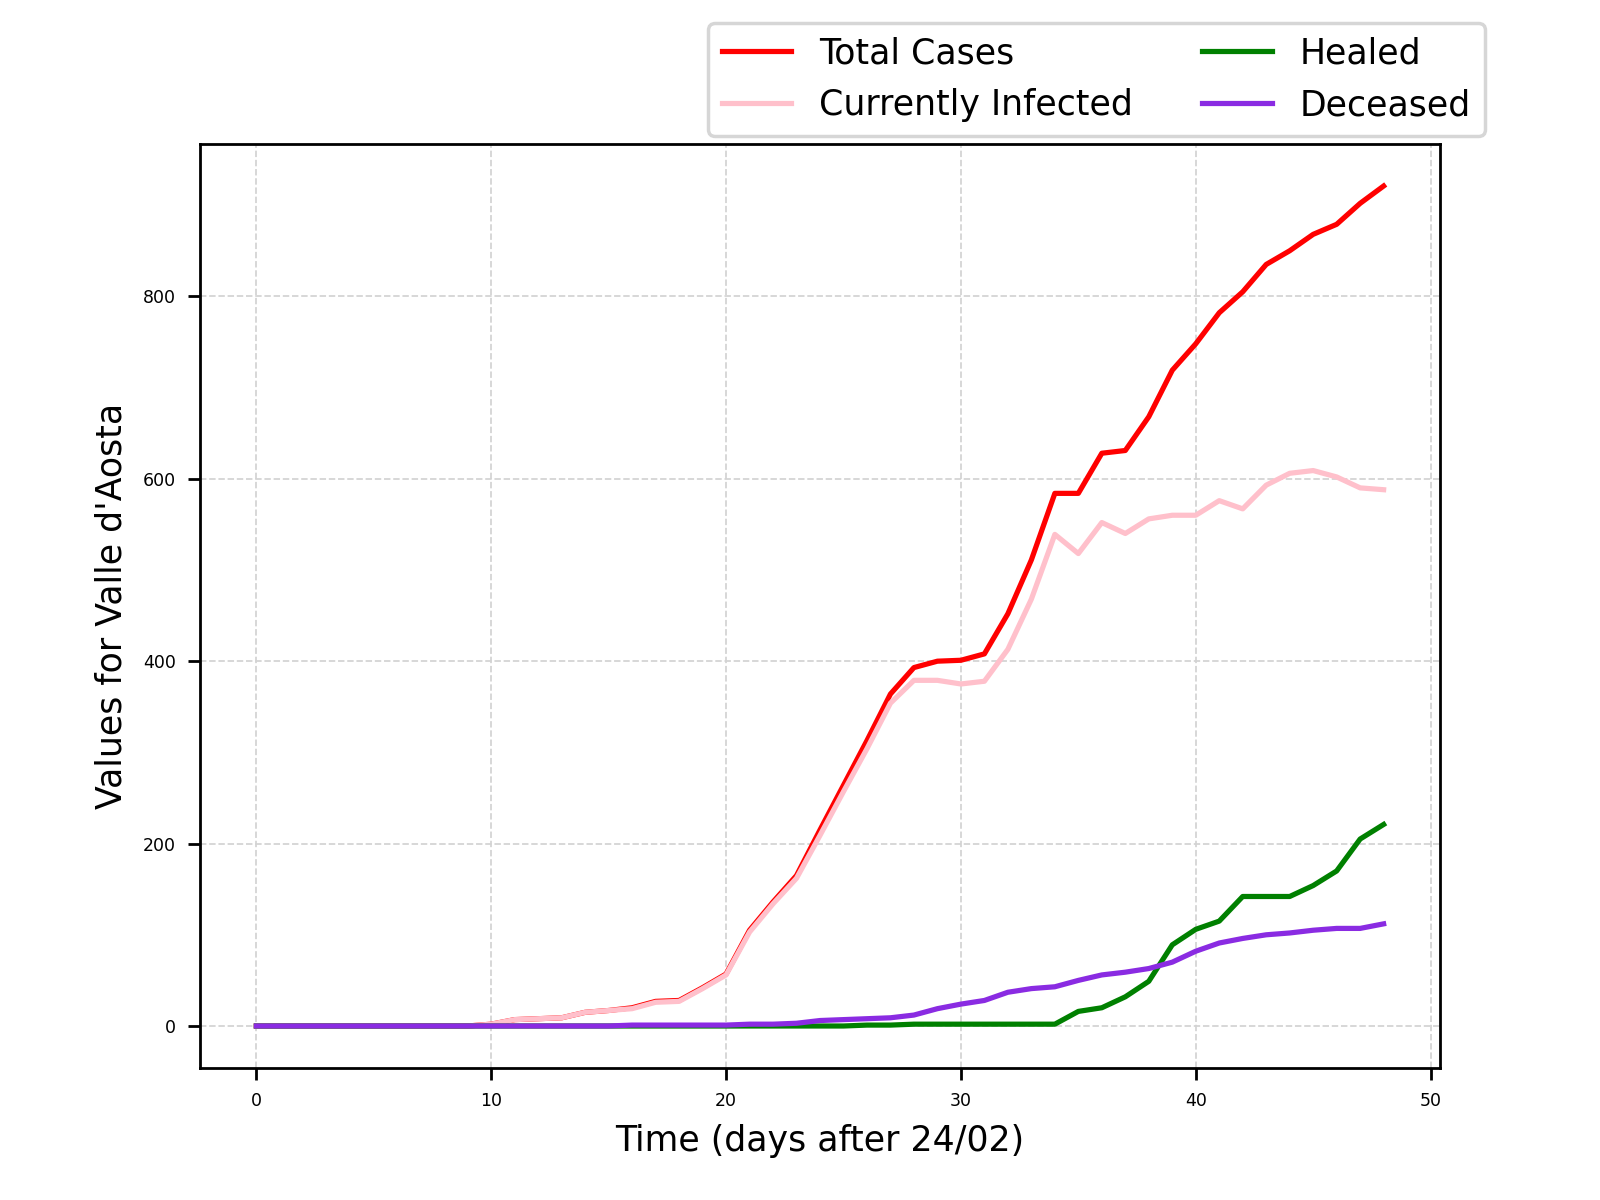 Total Cases
Currently Infected
Healed
Deceased
Values for Valle d'Aosta
800
600
400
200
0
0 10 20 30 40 50
Time (days after 24/02)